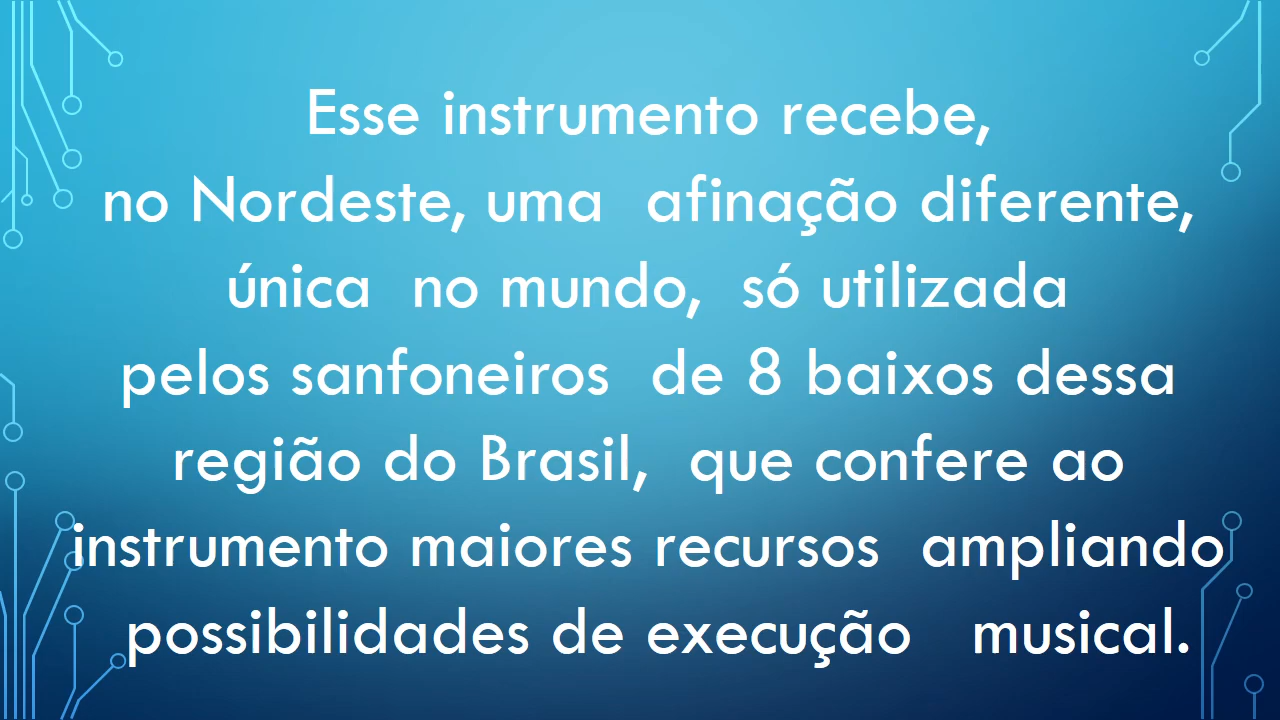 Esse instrumento recebe,
no Nordeste, uma afinação diferente,
única no mundo, só utilizada
pelos sanfoneiros de 8 baixos dessa
região do Brasil, que confere ao
instrumento maiores recursos ampliando
possibilidades de execução musical.